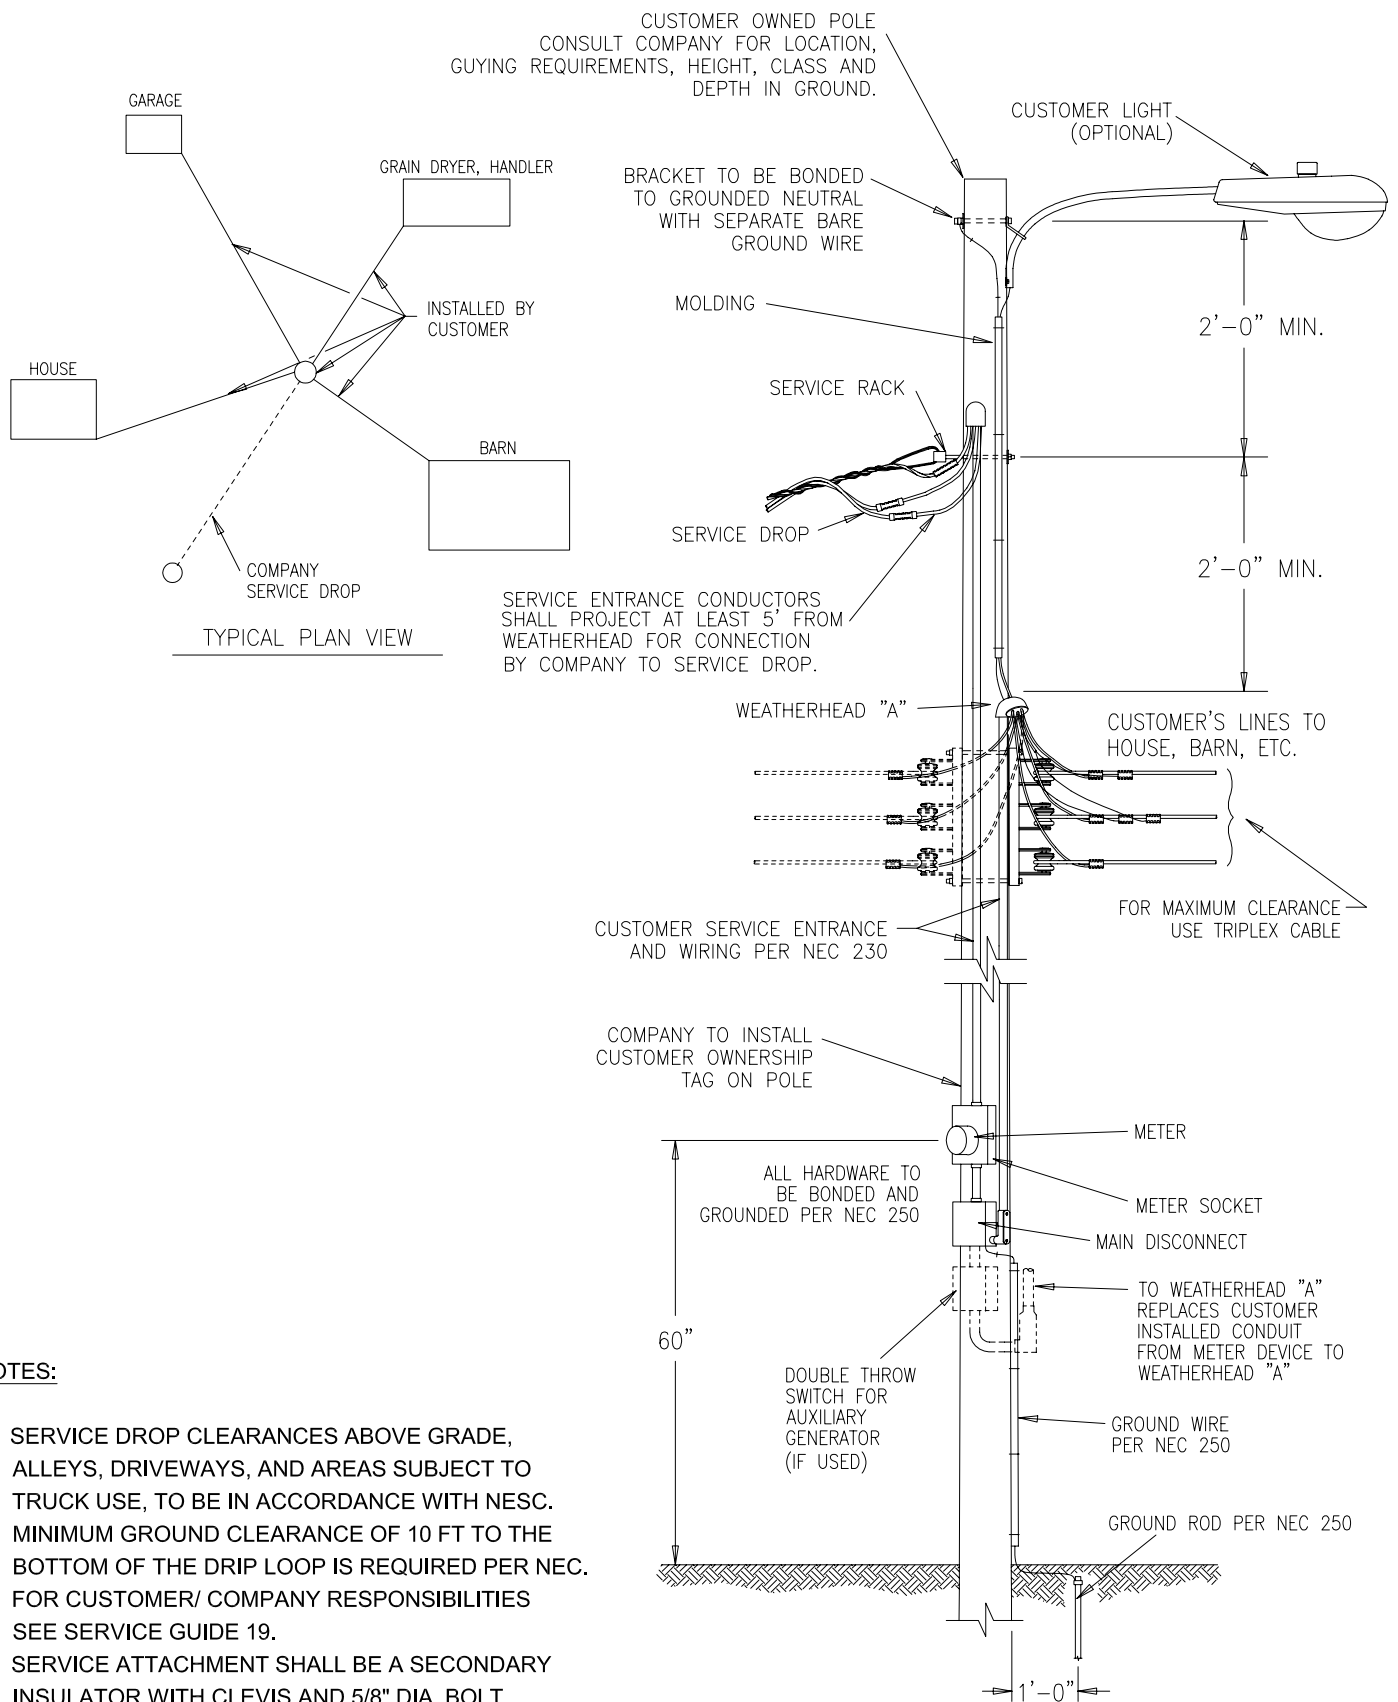 CUSTOMER OWNED POLE
CONSULT COMPANY FOR LOCATION,
GUYING REQUIREMENTS, HEIGHT, CLASS AND
DEPTH IN GROUND.
GARAGE
GRAIN DRYER, HANDLER
INSTALLED BY
CUSTOMER
HOUSE
BARN
COMPANY
SERVICE DROP
TYPICAL PLAN VIEW
CUSTOMER LIGHT
(OPTIONAL)
BRACKET TO BE BONDED
TO GROUNDED NEUTRAL
WITH SEPARATE BARE
GROUND WIRE
MOLDING
2'-0" MIN.
SERVICE RACK
SERVICE DROP
2'-0" MIN.
SERVICE ENTRANCE CONDUCTORS
SHALL PROJECT AT LEAST 5' FROM
WEATHERHEAD FOR CONNECTION
BY COMPANY TO SERVICE DROP.
WEATHERHEAD "A"
CUSTOMER'S LINES TO
HOUSE, BARN, ETC.
FOR MAXIMUM CLEARANCE
USE TRIPLEX CABLE
CUSTOMER SERVICE ENTRANCE
AND WIRING PER NEC 230
COMPANY TO INSTALL
CUSTOMER OWNERSHIP
TAG ON POLE
METER
ALL HARDWARE TO
BE BONDED AND
GROUNDED PER NEC 250
METER SOCKET
MAIN DISCONNECT
TO WEATHERHEAD "A"
REPLACES CUSTOMER
INSTALLED CONDUIT
FROM METER DEVICE TO
WEATHERHEAD "A"
60"
DOUBLE THROW
SWITCH FOR
AUXILIARY
GENERATOR
(IF USED)
GROUND WIRE
PER NEC 250
GROUND ROD PER NEC 250
1'-0"
OTES:
SERVICE DROP CLEARANCES ABOVE GRADE,
ALLEYS, DRIVEWAYS, AND AREAS SUBJECT TO
TRUCK USE, TO BE IN ACCORDANCE WITH NESC.
MINIMUM GROUND CLEARANCE OF 10 FT TO THE
BOTTOM OF THE DRIP LOOP IS REQUIRED PER NEC.
FOR CUSTOMER/ COMPANY RESPONSIBILITIES
SEE SERVICE GUIDE 19.
SERVICE ATTACHMENT SHALL BE A SECONDARY
INSULATOR WITH CLEVIS AND 5/8" DIA. BOLT